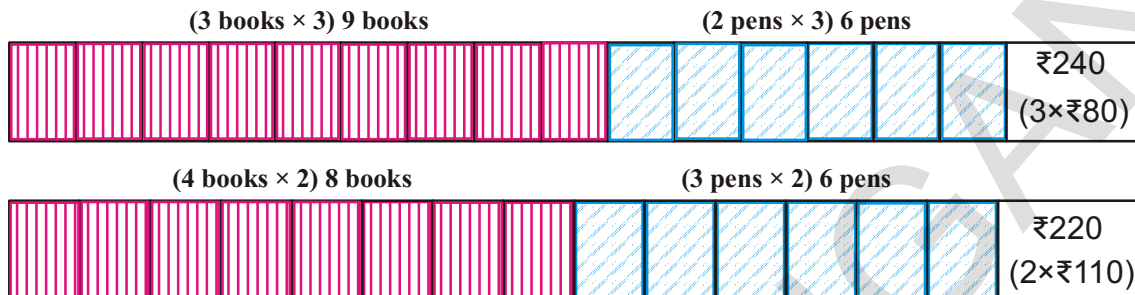 (3 books × 3) 9 books (2 pens × 3) 6 pens
₹240
(3×₹80)
(4 books × 2) 8 books (3 pens × 2) 6 pens
₹220
(2×₹110)